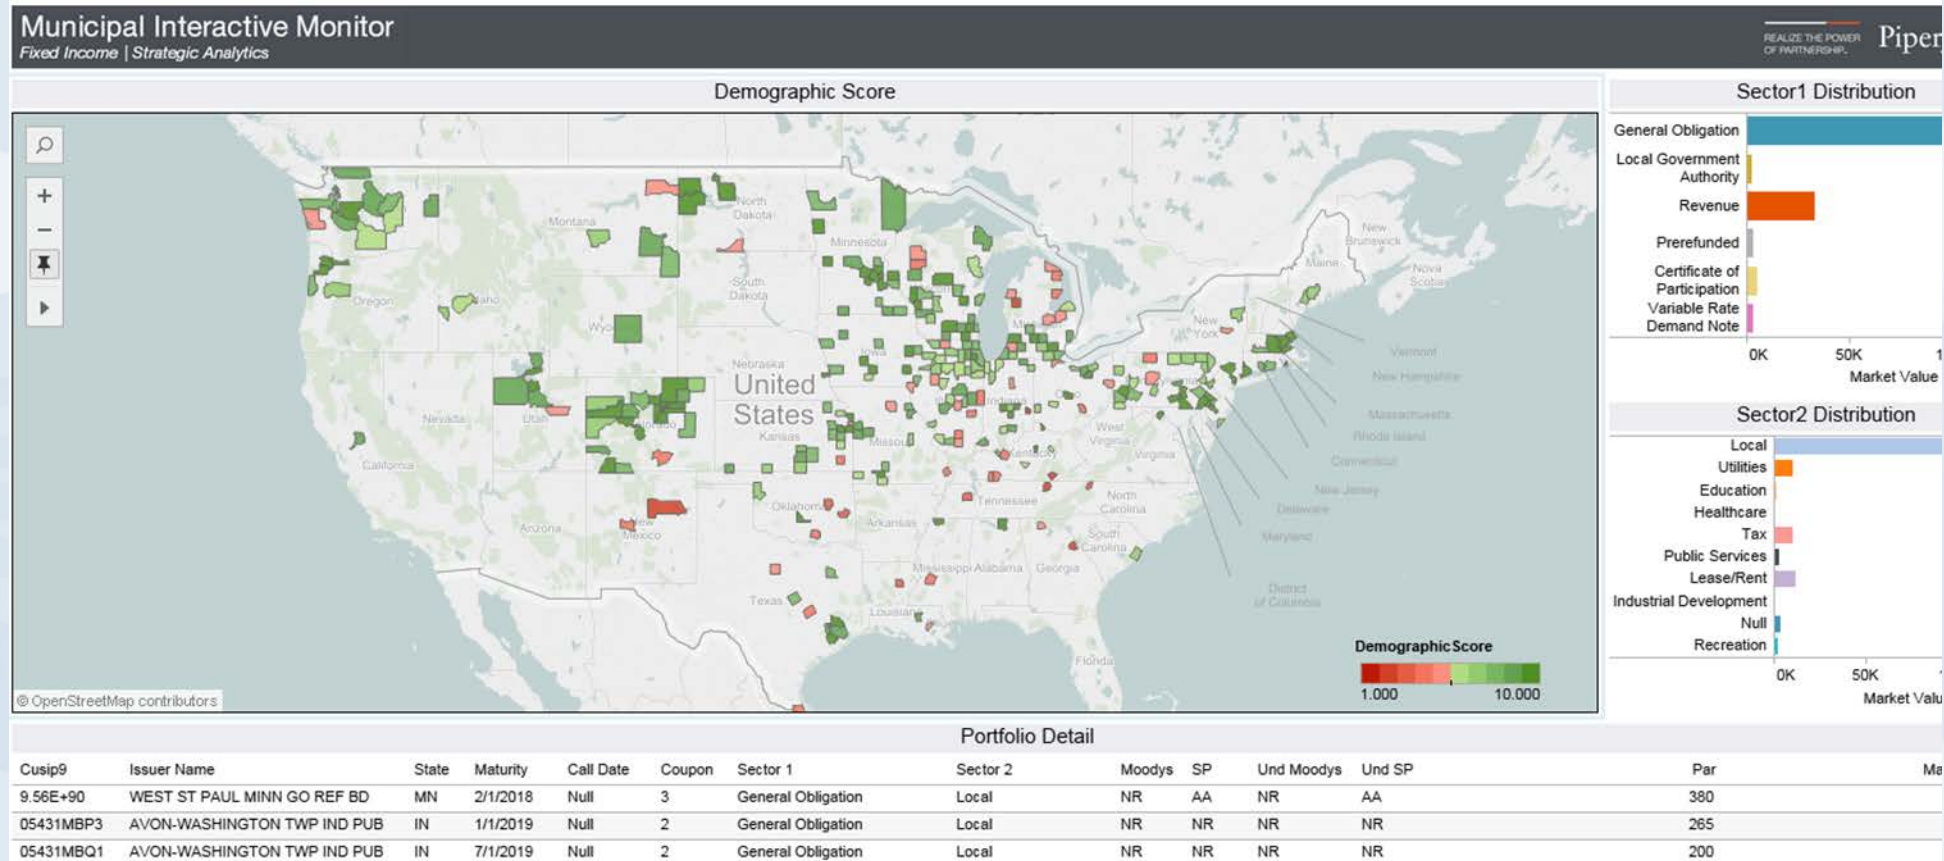 Municipal Interactive Monitor
Fixed Income | Strategic Analytics
REALIZE THE POWER
OF PARTNERSHIP.
Piper
Demographic Score
Sector1 Distribution
General Obligation
Local Government
Authority
Revenue
Prerefunded
Certificate of
Participation
Variable Rate
Demand Note
0K 50K 1
Market Value
Sector2 Distribution
Local
Utilities
Education
Healthcare
Tax
Public Services
Lease/Rent
Industrial Development
Null
Recreation
0K 50K
Market Valu
North
Dakota
Montana
Minnesota
New
Brunswick
Maine
Nova
Scotia
South
Dakota
Oregon
Idaho
Wyo
New
York
Iowa
Nebraska
United
States
Nevada
Utah
Kansas
Missou
Indiana
West
Virginia
Virginia
Kentucky
California
Vermont
New Hampshire
Massachusetts
Rhode Island
Connecticut
New Jersey
Delaware
Maryland
District
of Columbia
Tennessee
North
Carolina
Oklahom
Arkansas
Arizona
New
Mexico
South
Carolina
Mississippi Alabama Georgia
Texas
Louisiana
Florida
DemographicScore
1.000 10.000
© OpenStreetMap contributors
Portfolio Detail
Cusip9 Issuer Name State Maturity Call Date Coupon Sector 1 Sector 2 Moodys SP Und Moodys Und SP Par Ma
9.56E+90 WEST ST PAUL MINN GO REF BD MN 2/1/2018 Null 3 General Obligation Local NR AA NR AA 380
05431MBP3 AVON-WASHINGTON TWP IND PUB IN 1/1/2019 Null 2 General Obligation Local NR NR NR NR 265
05431MBQ1 AVON-WASHINGTON TWP IND PUB IN 7/1/2019 Null 2 General Obligation Local NR NR NR NR 200